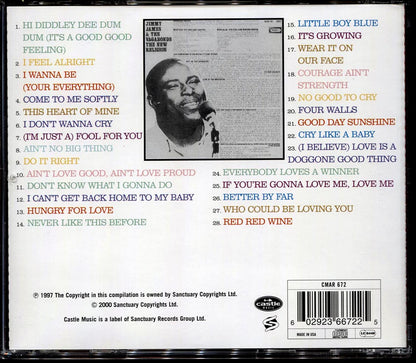 1. HI DIDDLEY DEE DUM
DUM (IT'S A GOOD GOOD
FEELING)
2. I FEEL ALRIGHT
3. I WANNA BE
(YOUR EVERYTHING)
4. COME TO ME SOFTLY
5. THIS HEART OF MINE
6. I DON'T WANNA CRY
7. (I'M JUST A) FOOL FOR YOU
8. AIN'T NO BIG THING
9. DO IT RIGHT
10. AIN'T LOVE GOOD, AIN'T LOVE PROUD
11. DON'T KNOW WHAT I GONNA DO
12. I CAN'T GET BACK HOME TO MY BABY
13. HUNGRY FOR LOVE
14. NEVER LIKE THIS BEFORE
JIMMY
JAMES
& THE
VAGABONDS
THE NEW
RELIGION
15. LITTLE BOY BLUE
16. IT'S GROWING
17. WEAR IT ON
OUR FACE
18. COURAGE AIN'T
STRENGTH
19. NO GOOD TO CRY
20. FOUR WALLS
21. GOOD DAY SUNSHINE
22. CRY LIKE A BABY
23. (I BELIEVE) LOVE IS A
DOGGONE GOOD THING
24. EVERYBODY LOVES A WINNER
25. IF YOU'RE GONNA LOVE ME, LOVE ME
26. BETTER BY FAR
27. WHO COULD BE LOVING YOU
28. RED RED WINE
℗ 1997 The Copyright in this compilation is owned by Sanctuary Copyrights Ltd.
© 2000 Sanctuary Copyrights Ltd.
Castle Music is a label of Sanctuary Records Group Ltd.
castle
CMAR 672
6 02923 66722 5
MADE IN USA